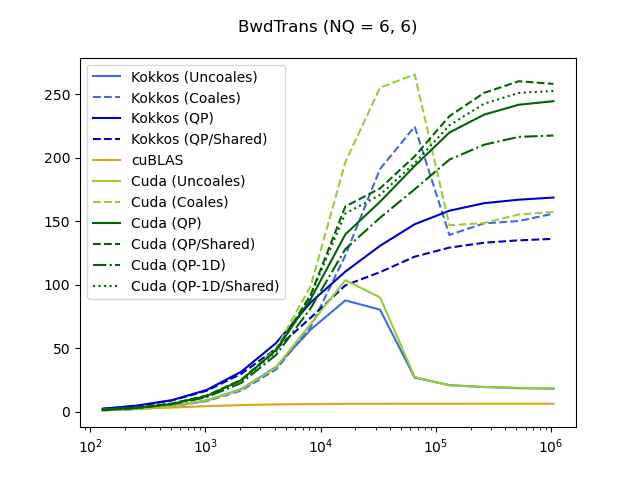 BwdTrans (NQ = 6, 6)
Kokkos (Uncoales)
Kokkos (Coales)
Kokkos (QP)
Kokkos (QP/Shared)
cuBLAS
Cuda (Uncoales)
Cuda (Coales)
Cuda (QP)
Cuda (QP/Shared)
Cuda (QP-1D)
Cuda (QP-1D/Shared)
250
200
150
100
50
0
10² 10³ 10⁴ 10⁵ 10⁶